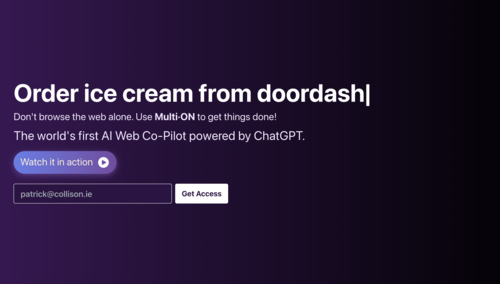 Order ice cream from doordash|
Don't browse the web alone. Use Multi·ON to get things done!
The world's first AI Web Co-Pilot powered by ChatGPT.
Watch it in action
patrick@collison.ie
Get Access